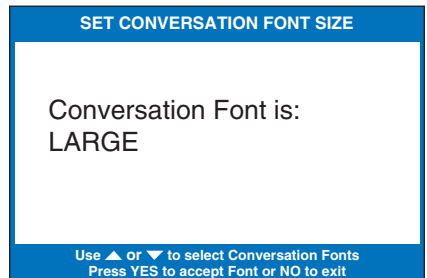 SET CONVERSATION FONT SIZE
Conversation Font is:
LARGE
Use ▲ or ▼ to select Conversation Fonts
Press YES to accept Font or NO to exit